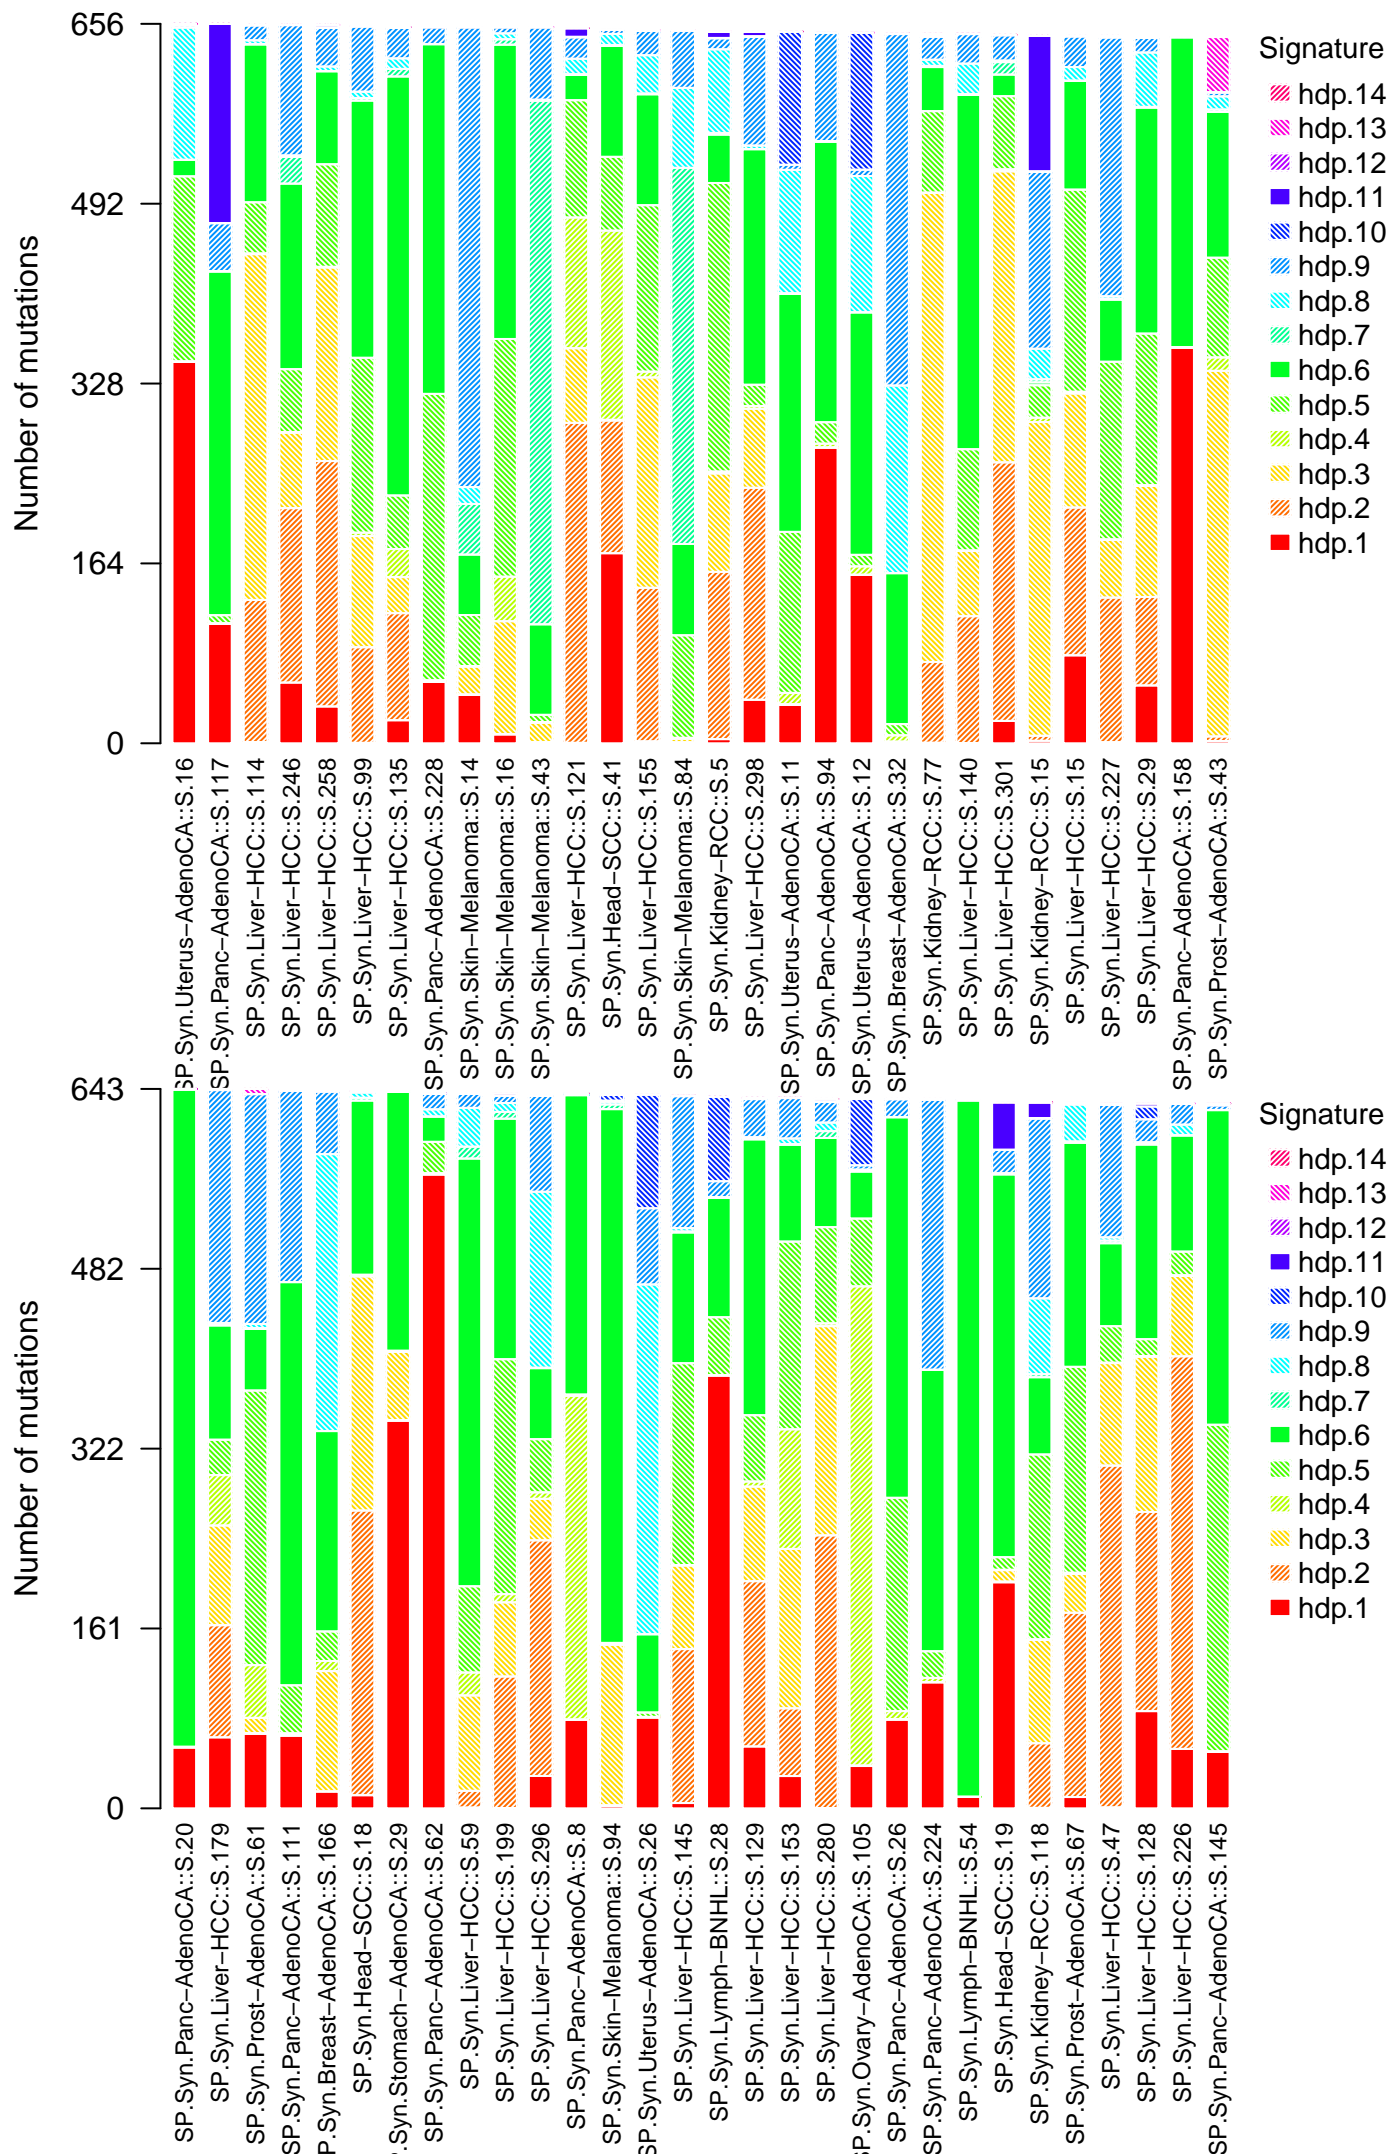 656
492
328
164
0
Number of mutations
Signature
hdp.14
hdp.13
hdp.12
hdp.11
hdp.10
hdp.9
hdp.8
hdp.7
hdp.6
hdp.5
hdp.4
hdp.3
hdp.2
hdp.1
SP.Syn.Uterus−AdenoCA::S.16
SP.Syn.Panc−AdenoCA::S.117
SP.Syn.Liver−HCC::S.114
SP.Syn.Liver−HCC::S.246
SP.Syn.Liver−HCC::S.258
SP.Syn.Liver−HCC::S.99
SP.Syn.Liver−HCC::S.135
SP.Syn.Panc−AdenoCA::S.228
SP.Syn.Skin−Melanoma::S.14
SP.Syn.Skin−Melanoma::S.16
SP.Syn.Skin−Melanoma::S.43
SP.Syn.Liver−HCC::S.121
SP.Syn.Head−SCC::S.41
SP.Syn.Liver−HCC::S.155
SP.Syn.Skin−Melanoma::S.84
SP.Syn.Kidney−RCC::S.5
SP.Syn.Liver−HCC::S.298
SP.Syn.Uterus−AdenoCA::S.11
SP.Syn.Panc−AdenoCA::S.94
SP.Syn.Uterus−AdenoCA::S.12
SP.Syn.Breast−AdenoCA::S.32
SP.Syn.Kidney−RCC::S.77
SP.Syn.Liver−HCC::S.140
SP.Syn.Liver−HCC::S.301
SP.Syn.Kidney−RCC::S.15
SP.Syn.Liver−HCC::S.15
SP.Syn.Liver−HCC::S.227
SP.Syn.Liver−HCC::S.29
SP.Syn.Panc−AdenoCA::S.158
SP.Syn.Prost−AdenoCA::S.43
643
482
322
161
0
Number of mutations
Signature
hdp.14
hdp.13
hdp.12
hdp.11
hdp.10
hdp.9
hdp.8
hdp.7
hdp.6
hdp.5
hdp.4
hdp.3
hdp.2
hdp.1
SP.Syn.Panc−AdenoCA::S.20
SP.Syn.Liver−HCC::S.179
SP.Syn.Prost−AdenoCA::S.61
SP.Syn.Panc−AdenoCA::S.111
P.Syn.Breast−AdenoCA::S.166
SP.Syn.Head−SCC::S.18
P.Syn.Stomach−AdenoCA::S.29
SP.Syn.Panc−AdenoCA::S.62
SP.Syn.Liver−HCC::S.59
SP.Syn.Liver−HCC::S.199
SP.Syn.Liver−HCC::S.296
SP.Syn.Panc−AdenoCA::S.8
SP.Syn.Skin−Melanoma::S.94
SP.Syn.Uterus−AdenoCA::S.26
SP.Syn.Liver−HCC::S.145
SP.Syn.Lymph−BNHL::S.28
SP.Syn.Liver−HCC::S.129
SP.Syn.Liver−HCC::S.153
SP.Syn.Liver−HCC::S.280
SP.Syn.Ovary−AdenoCA::S.105
SP.Syn.Panc−AdenoCA::S.26
SP.Syn.Panc−AdenoCA::S.224
SP.Syn.Lymph−BNHL::S.54
SP.Syn.Head−SCC::S.19
SP.Syn.Kidney−RCC::S.118
SP.Syn.Prost−AdenoCA::S.67
SP.Syn.Liver−HCC::S.47
SP.Syn.Liver−HCC::S.128
SP.Syn.Liver−HCC::S.226
SP.Syn.Panc−AdenoCA::S.145